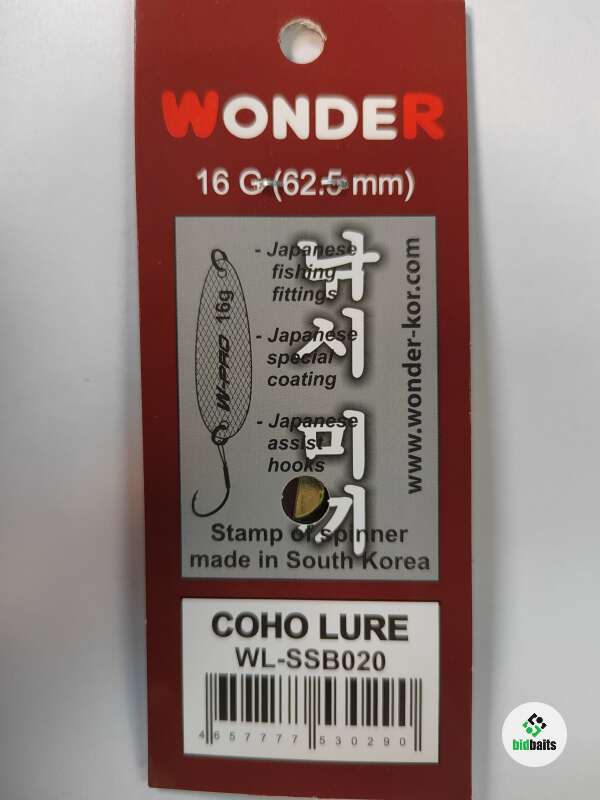 WONDER
16 G (62.5 mm)
- Japanese
fishing
fittings
- Japanese
special
coating
- Japanese
assist
hooks
16g
W-PRO
낚시 미끼
www.wonder-kor.com
Stamp of spinner
made in South Korea
COHO LURE
WL-SSB020
4 657777 530290
bidbaits